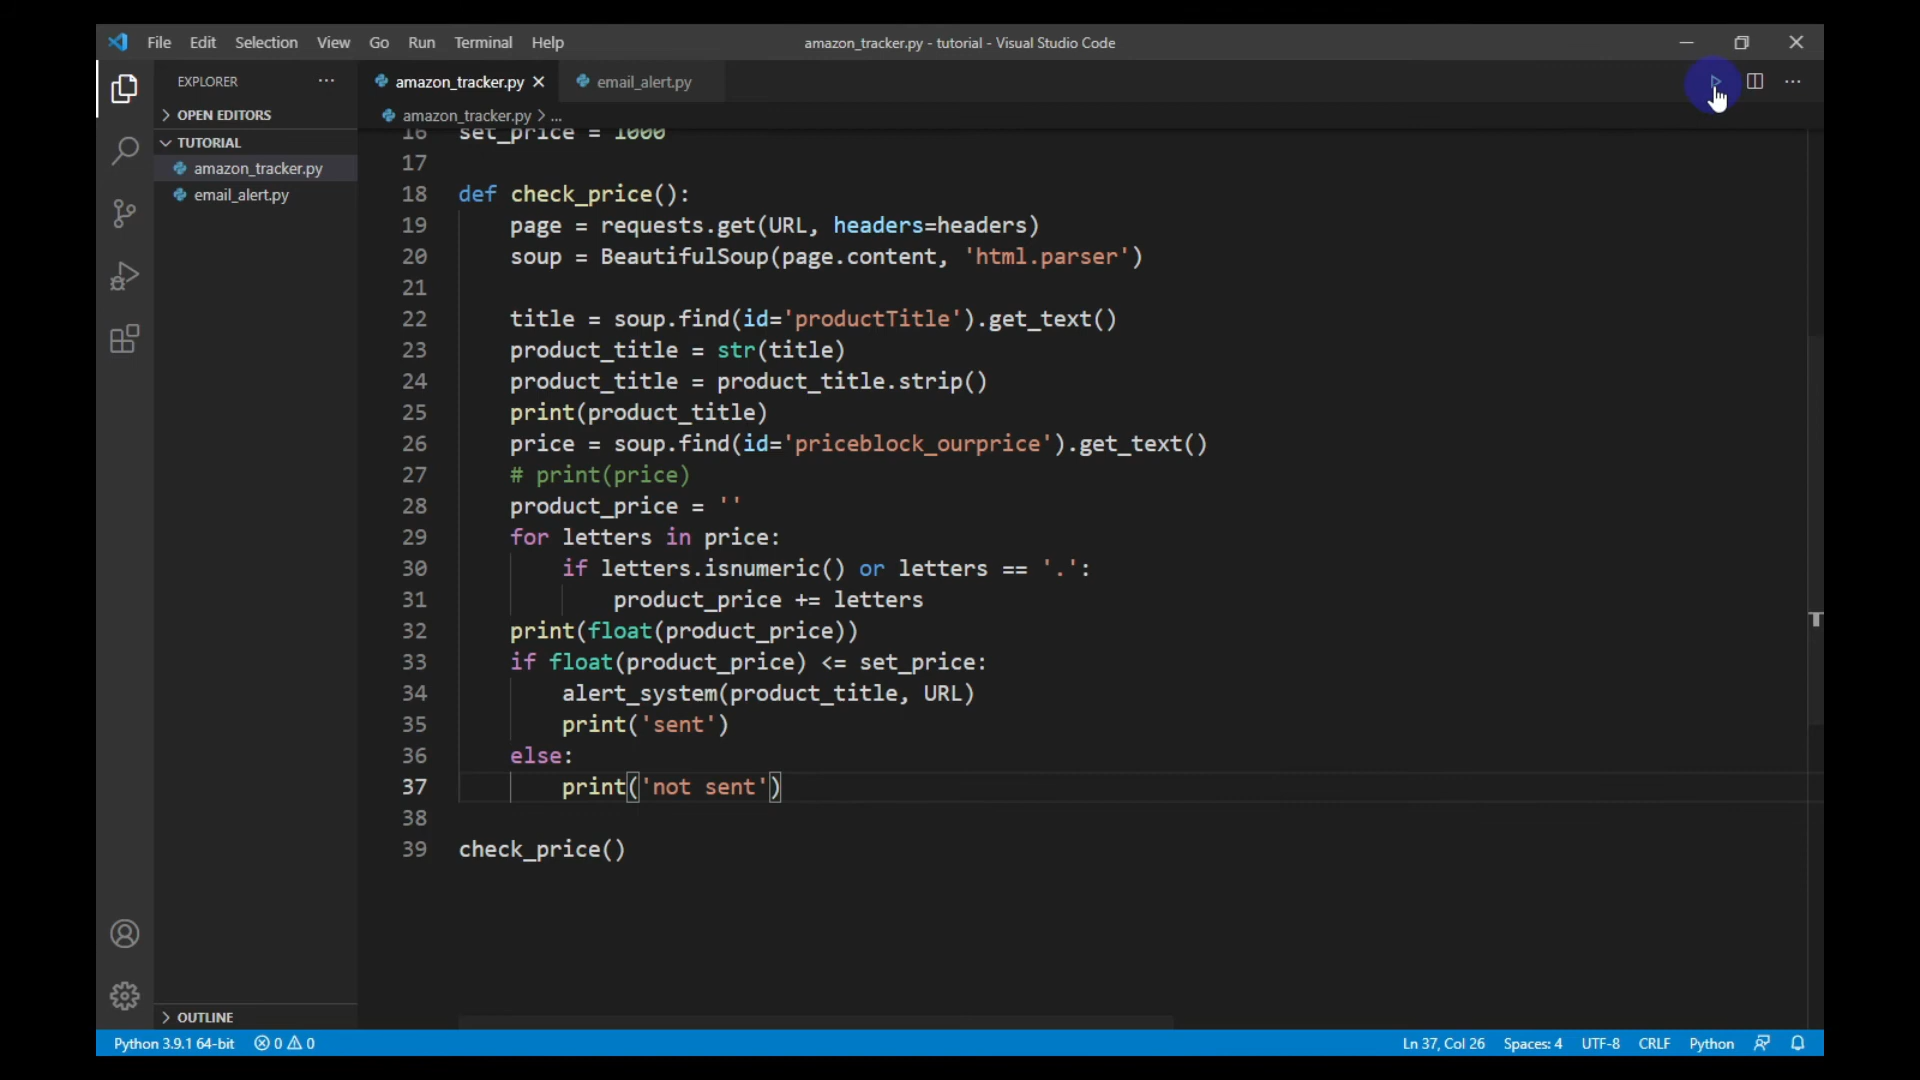 File Edit Selection View Go Run Terminal Help amazon_tracker.py - tutorial - Visual Studio Code
EXPLORER ··· amazon_tracker.py email_alert.py ···
OPEN EDITORS amazon_tracker.py > ...
TUTORIAL
amazon_tracker.py
email_alert.py
16 set_price = 1000
17
18 def check_price():
19 page = requests.get(URL, headers=headers)
20 soup = BeautifulSoup(page.content, 'html.parser')
21
22 title = soup.find(id='productTitle').get_text()
23 product_title = str(title)
24 product_title = product_title.strip()
25 print(product_title)
26 price = soup.find(id='priceblock_ourprice').get_text()
27 # print(price)
28 product_price = ''
29 for letters in price:
30 if letters.isnumeric() or letters == '.':
31 product_price += letters
32 print(float(product_price))
33 if float(product_price) <= set_price:
34 alert_system(product_title, URL)
35 print('sent')
36 else:
37 print('not sent')
38
39 check_price()
OUTLINE
Python 3.9.1 64-bit 0 0 Ln 37, Col 26 Spaces: 4 UTF-8 CRLF Python